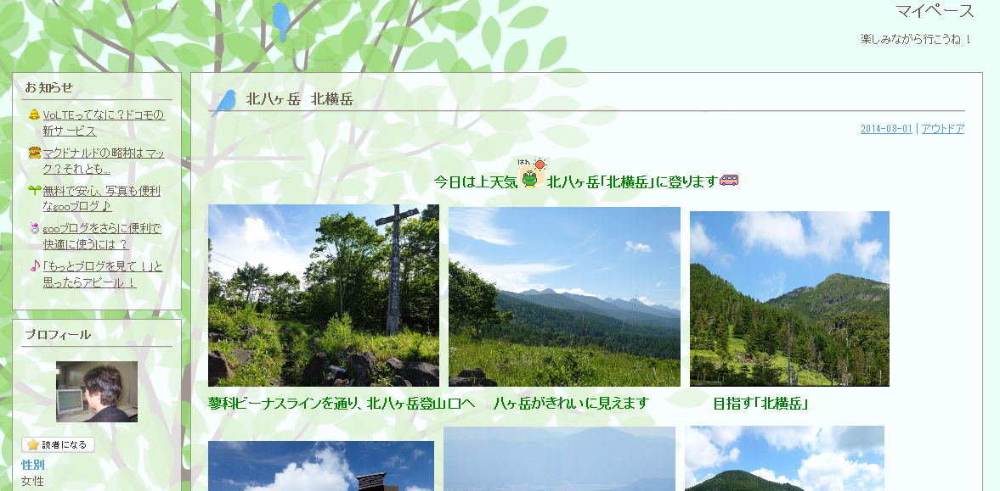 マイペース
楽しみながら行こうね！
お知らせ
VoLTEってなに？ドコモの
新サービス
マクドナルドの略称はマッ
ク？それとも...
無料で安心、写真も便利
なgooブログ♪
gooブログをさらに便利で
快適に使うには？
「もっとブログを見て！」と
思ったらアピール！
プロフィール
読者になる
性別
女性
北八ヶ岳　北横岳
2014-08-01 | アウトドア
今日は上天気 はれ♪ 北八ヶ岳「北横岳」に登ります
蓼科ビーナスラインを通り、北八ヶ岳登山口へ　八ヶ岳がきれいに見えます　目指す「北横岳」